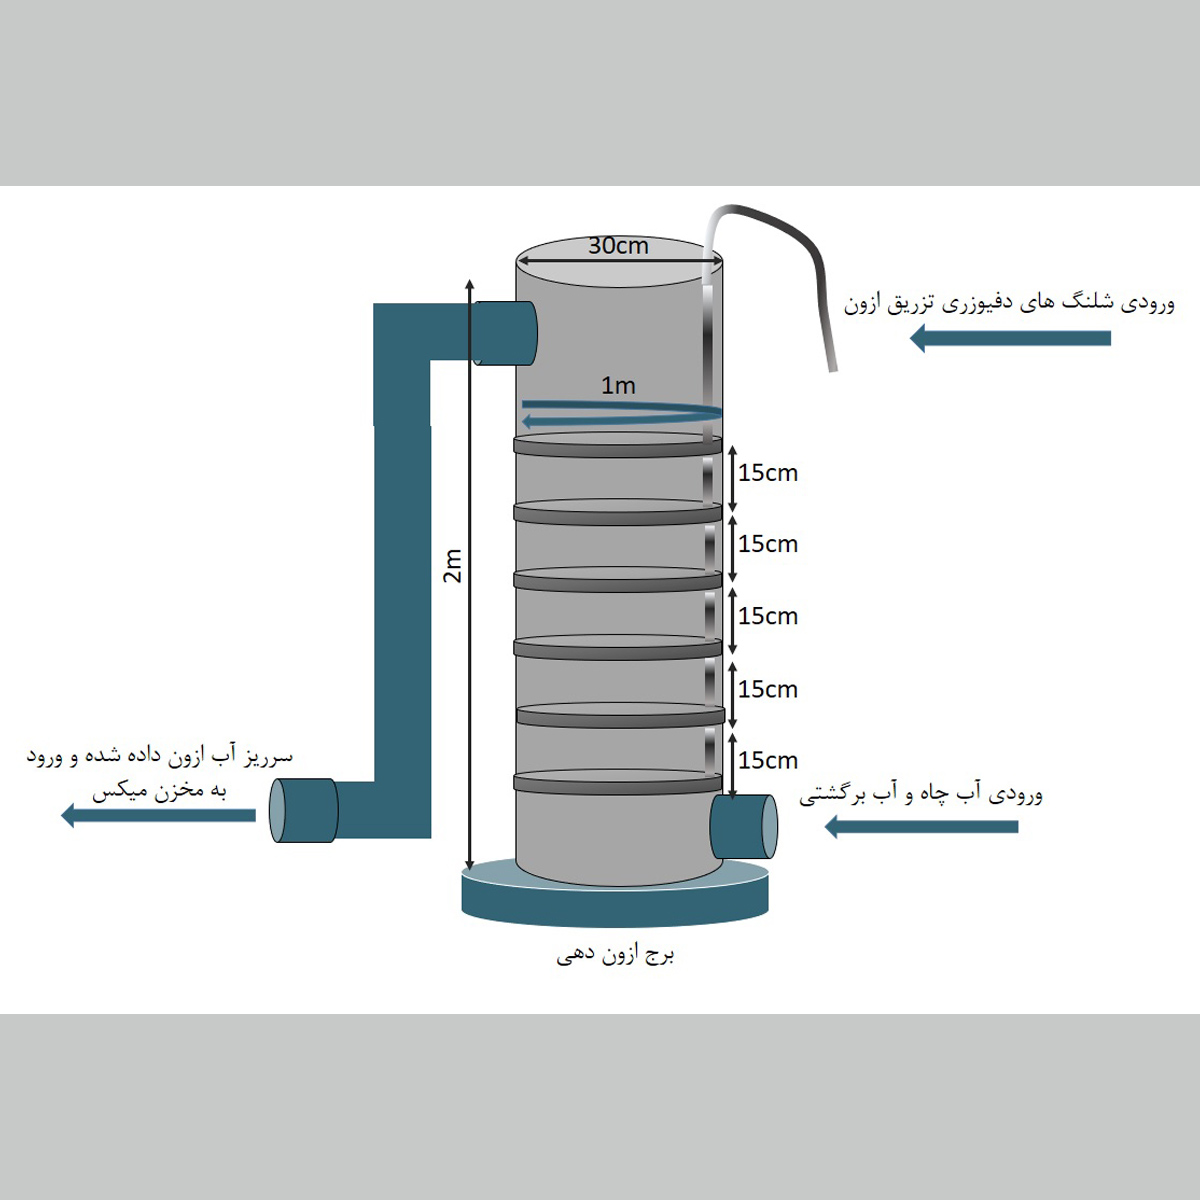 30cm
ورودی شلنگ های دفیوزری تزریق ازون
1m
15cm
15cm
2m
15cm
15cm
15cm
سرریز آب ازون داده شده و ورود
به مخزن میکس
ورودی آب چاه و آب برگشتی
برج ازون دهی